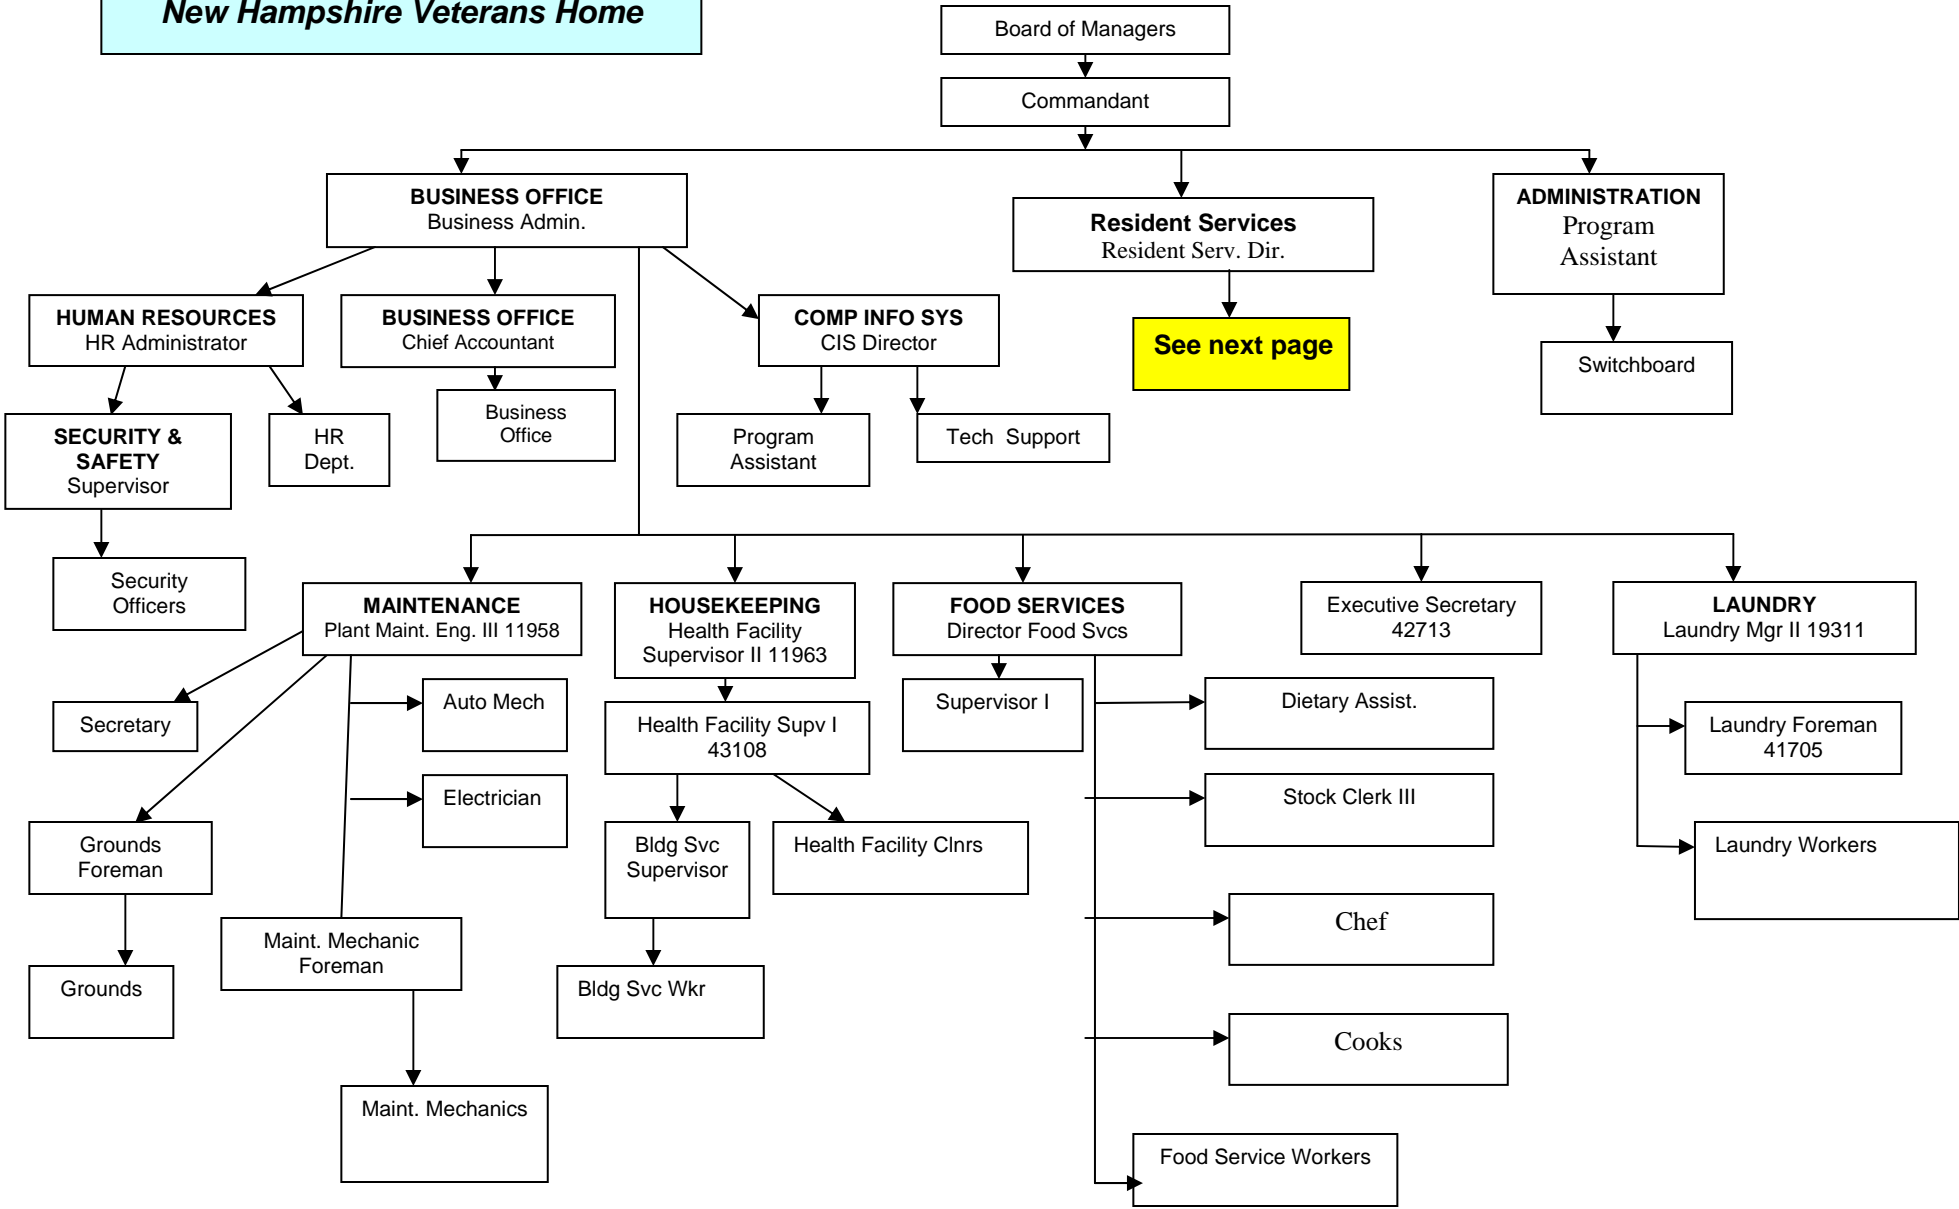 New Hampshire Veterans Home
Board of Managers
Commandant
BUSINESS OFFICE
Business Admin.
Resident Services
Resident Serv. Dir.
ADMINISTRATION
Program
Assistant
HUMAN RESOURCES
HR Administrator
BUSINESS OFFICE
Chief Accountant
COMP INFO SYS
CIS Director
See next page
Switchboard
SECURITY &
SAFETY
Supervisor
HR
Dept.
Business
Office
Program
Assistant
Tech  Support
Security
Officers
MAINTENANCE
Plant Maint. Eng. III 11958
HOUSEKEEPING
Health Facility
Supervisor II 11963
FOOD SERVICES
Director Food Svcs
Executive Secretary
42713
LAUNDRY
Laundry Mgr II 19311
Secretary
Auto Mech
Health Facility Supv I
43108
Supervisor I
Dietary Assist.
Laundry Foreman
41705
Electrician
Stock Clerk III
Grounds
Foreman
Bldg Svc
Supervisor
Health Facility Clnrs
Laundry Workers
Maint. Mechanic
Foreman
Chef
Grounds
Bldg Svc Wkr
Cooks
Maint. Mechanics
Food Service Workers